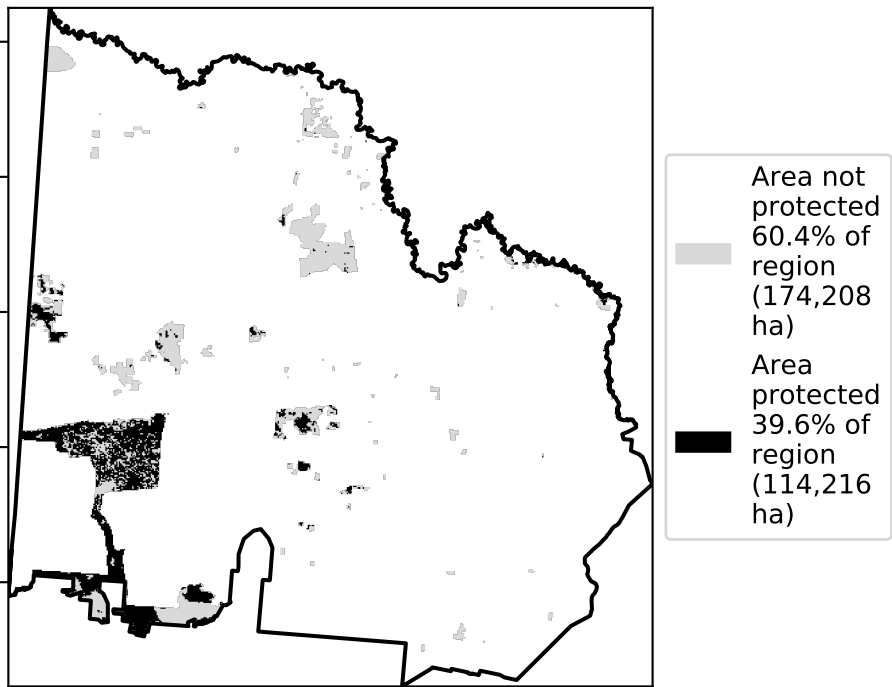 Area not
protected
60.4% of
region
(174,208
ha)
Area
protected
39.6% of
region
(114,216
ha)